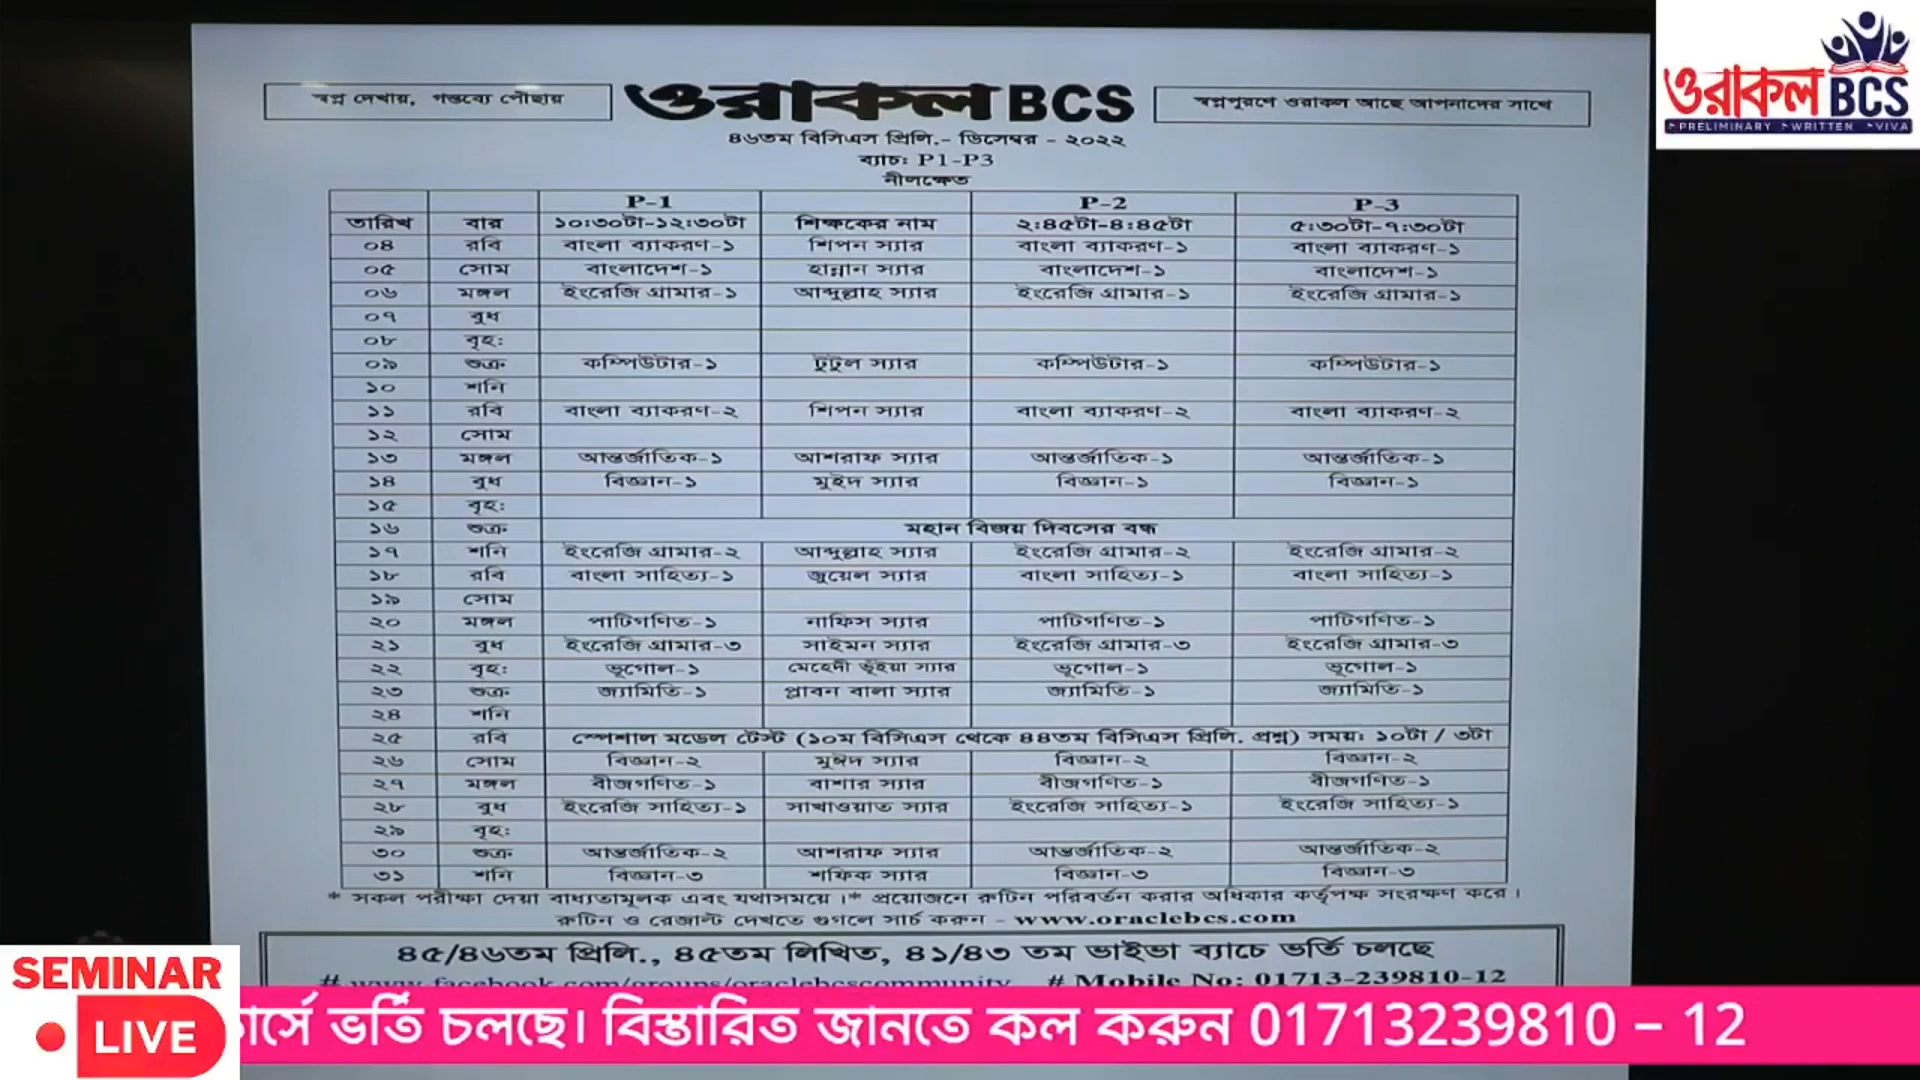 স্বপ্ন দেখায়, গন্তব্যে পৌছায়
ওরাকল BCS
স্বপ্নপুরণে ওরাকল আছে আপনাদের সাথে
৪৬তম বিসিএস প্রিলি.- ডিসেম্বর - ২০২২
ব্যাচ: P1-P3
নীলক্ষেত
P-1 P-2 P-3
তারিখ বার ১০:৩০টা-১২:৩০টা শিক্ষকের নাম ২:৪৫টা-৪:৪৫টা ৫:৩০টা-৭:৩০টা
০৪ রবি বাংলা ব্যাকরণ-১ শিপন স্যার বাংলা ব্যাকরণ-১ বাংলা ব্যাকরণ-১
০৫ সোম বাংলাদেশ-১ হান্নান স্যার বাংলাদেশ-১ বাংলাদেশ-১
০৬ মঙ্গল ইংরেজি গ্রামার-১ আব্দুল্লাহ স্যার ইংরেজি গ্রামার-১ ইংরেজি গ্রামার-১
০৭ বুধ
০৮ বৃহ:
০৯ শুক্র কম্পিউটার-১ টুটুল স্যার কম্পিউটার-১ কম্পিউটার-১
১০ শনি
১১ রবি বাংলা ব্যাকরণ-২ শিপন স্যার বাংলা ব্যাকরণ-২ বাংলা ব্যাকরণ-২
১২ সোম
১৩ মঙ্গল আন্তর্জাতিক-১ আশরাফ স্যার আন্তর্জাতিক-১ আন্তর্জাতিক-১
১৪ বুধ বিজ্ঞান-১ মুইদ স্যার বিজ্ঞান-১ বিজ্ঞান-১
১৫ বৃহ:
১৬ শুক্র মহান বিজয় দিবসের বন্ধ
১৭ শনি ইংরেজি গ্রামার-২ আব্দুল্লাহ স্যার ইংরেজি গ্রামার-২ ইংরেজি গ্রামার-২
১৮ রবি বাংলা সাহিত্য-১ জুয়েল স্যার বাংলা সাহিত্য-১ বাংলা সাহিত্য-১
১৯ সোম
২০ মঙ্গল পাটিগণিত-১ নাফিস স্যার পাটিগণিত-১ পাটিগণিত-১
২১ বুধ ইংরেজি গ্রামার-৩ সাইমন স্যার ইংরেজি গ্রামার-৩ ইংরেজি গ্রামার-৩
২২ বৃহ: ভূগোল-১ মেহেদী ভূঁইয়া স্যার ভূগোল-১ ভূগোল-১
২৩ শুক্র জ্যামিতি-১ প্লাবন বালা স্যার জ্যামিতি-১ জ্যামিতি-১
২৪ শনি
২৫ রবি স্পেশাল মডেল টেস্ট (১০ম বিসিএস থেকে ৪৪তম বিসিএস প্রিলি. প্রশ্ন) সময়: ১০টা / ৩টা
২৬ সোম বিজ্ঞান-২ মুঈদ স্যার বিজ্ঞান-২ বিজ্ঞান-২
২৭ মঙ্গল বীজগণিত-১ বাশার স্যার বীজগণিত-১ বীজগণিত-১
২৮ বুধ ইংরেজি সাহিত্য-১ সাখাওয়াত স্যার ইংরেজি সাহিত্য-১ ইংরেজি সাহিত্য-১
২৯ বৃহ:
৩০ শুক্র আন্তর্জাতিক-২ আশরাফ স্যার আন্তর্জাতিক-২ আন্তর্জাতিক-২
৩১ শনি বিজ্ঞান-৩ শফিক স্যার বিজ্ঞান-৩ বিজ্ঞান-৩
* সকল পরীক্ষা দেয়া বাধ্যতামূলক এবং যথাসময়ে।* প্রয়োজনে রুটিন পরিবর্তন করার অধিকার কর্তৃপক্ষ সংরক্ষণ করে।
রুটিন ও রেজাল্ট দেখতে গুগলে সার্চ করুন - www.oraclebcs.com
৪৫/৪৬তম প্রিলি., ৪৫তম লিখিত, ৪১/৪৩ তম ভাইভা ব্যাচে ভর্তি চলছে
# www.facebook.com/groups/oraclebcscommunity # Mobile No: 01713-239810-12
ওরাকল BCS
PRELIMINARY WRITTEN VIVA
SEMINAR
LIVE
র্সে ভর্তি চলছে। বিস্তারিত জানতে কল করুন 01713239810 – 12